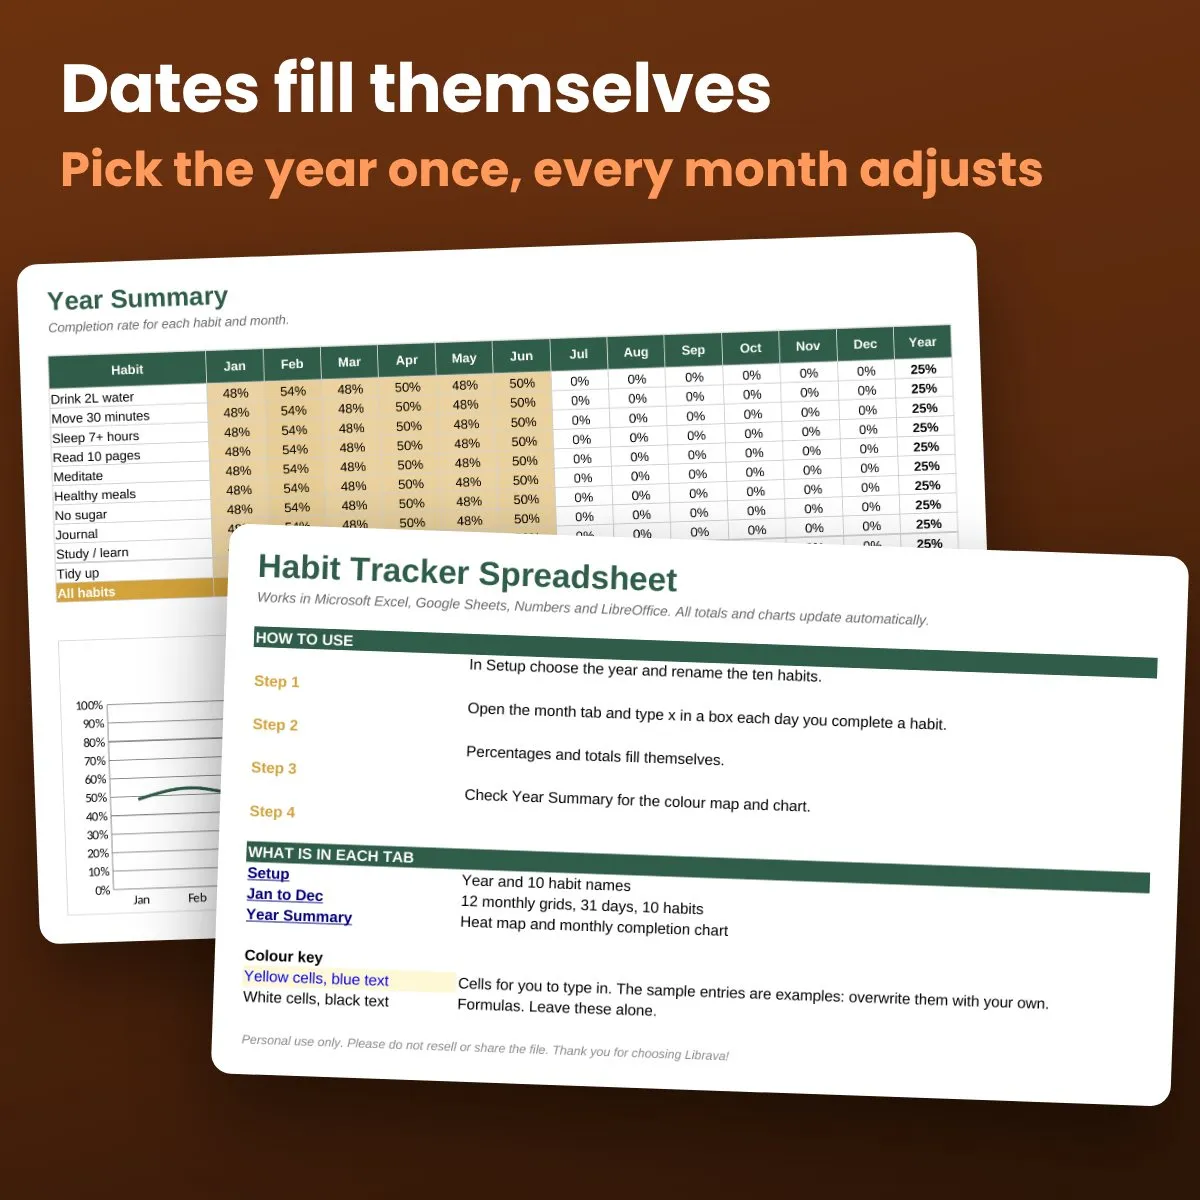 Dates fill themselves
Pick the year once, every month adjusts
Year Summary
Completion rate for each habit and month.
Habit Jan Feb Mar Apr May Jun Jul Aug Sep Oct Nov Dec Year
Drink 2L water 48% 54% 48% 50% 48% 50% 0% 0% 0% 0% 0% 0% 25%
Move 30 minutes 48% 54% 48% 50% 48% 50% 0% 0% 0% 0% 0% 0% 25%
Sleep 7+ hours 48% 54% 48% 50% 48% 50% 0% 0% 0% 0% 0% 0% 25%
Read 10 pages 48% 54% 48% 50% 48% 50% 0% 0% 0% 0% 0% 0% 25%
Meditate 48% 54% 48% 50% 48% 50% 0% 0% 0% 0% 0% 0% 25%
Healthy meals 48% 54% 48% 50% 48% 50% 0% 0% 0% 0% 0% 0% 25%
No sugar 48% 54% 48% 50% 48% 50% 0% 0% 0% 0% 0% 0% 25%
Journal 48% 50% 48% 50% 0% 0% 0% 0% 0% 0% 25%
Study / learn 25%
Tidy up
All habits
100%
90%
80%
70%
60%
50%
40%
30%
20%
10%
0%
Jan Feb
Habit Tracker Spreadsheet
Works in Microsoft Excel, Google Sheets, Numbers and LibreOffice. All totals and charts update automatically.
HOW TO USE
Step 1 In Setup choose the year and rename the ten habits.
Step 2 Open the month tab and type x in a box each day you complete a habit.
Step 3 Percentages and totals fill themselves.
Step 4 Check Year Summary for the colour map and chart.
WHAT IS IN EACH TAB
Setup Year and 10 habit names
Jan to Dec 12 monthly grids, 31 days, 10 habits
Year Summary Heat map and monthly completion chart
Colour key
Yellow cells, blue text Cells for you to type in. The sample entries are examples: overwrite them with your own.
White cells, black text Formulas. Leave these alone.
Personal use only. Please do not resell or share the file. Thank you for choosing Librava!